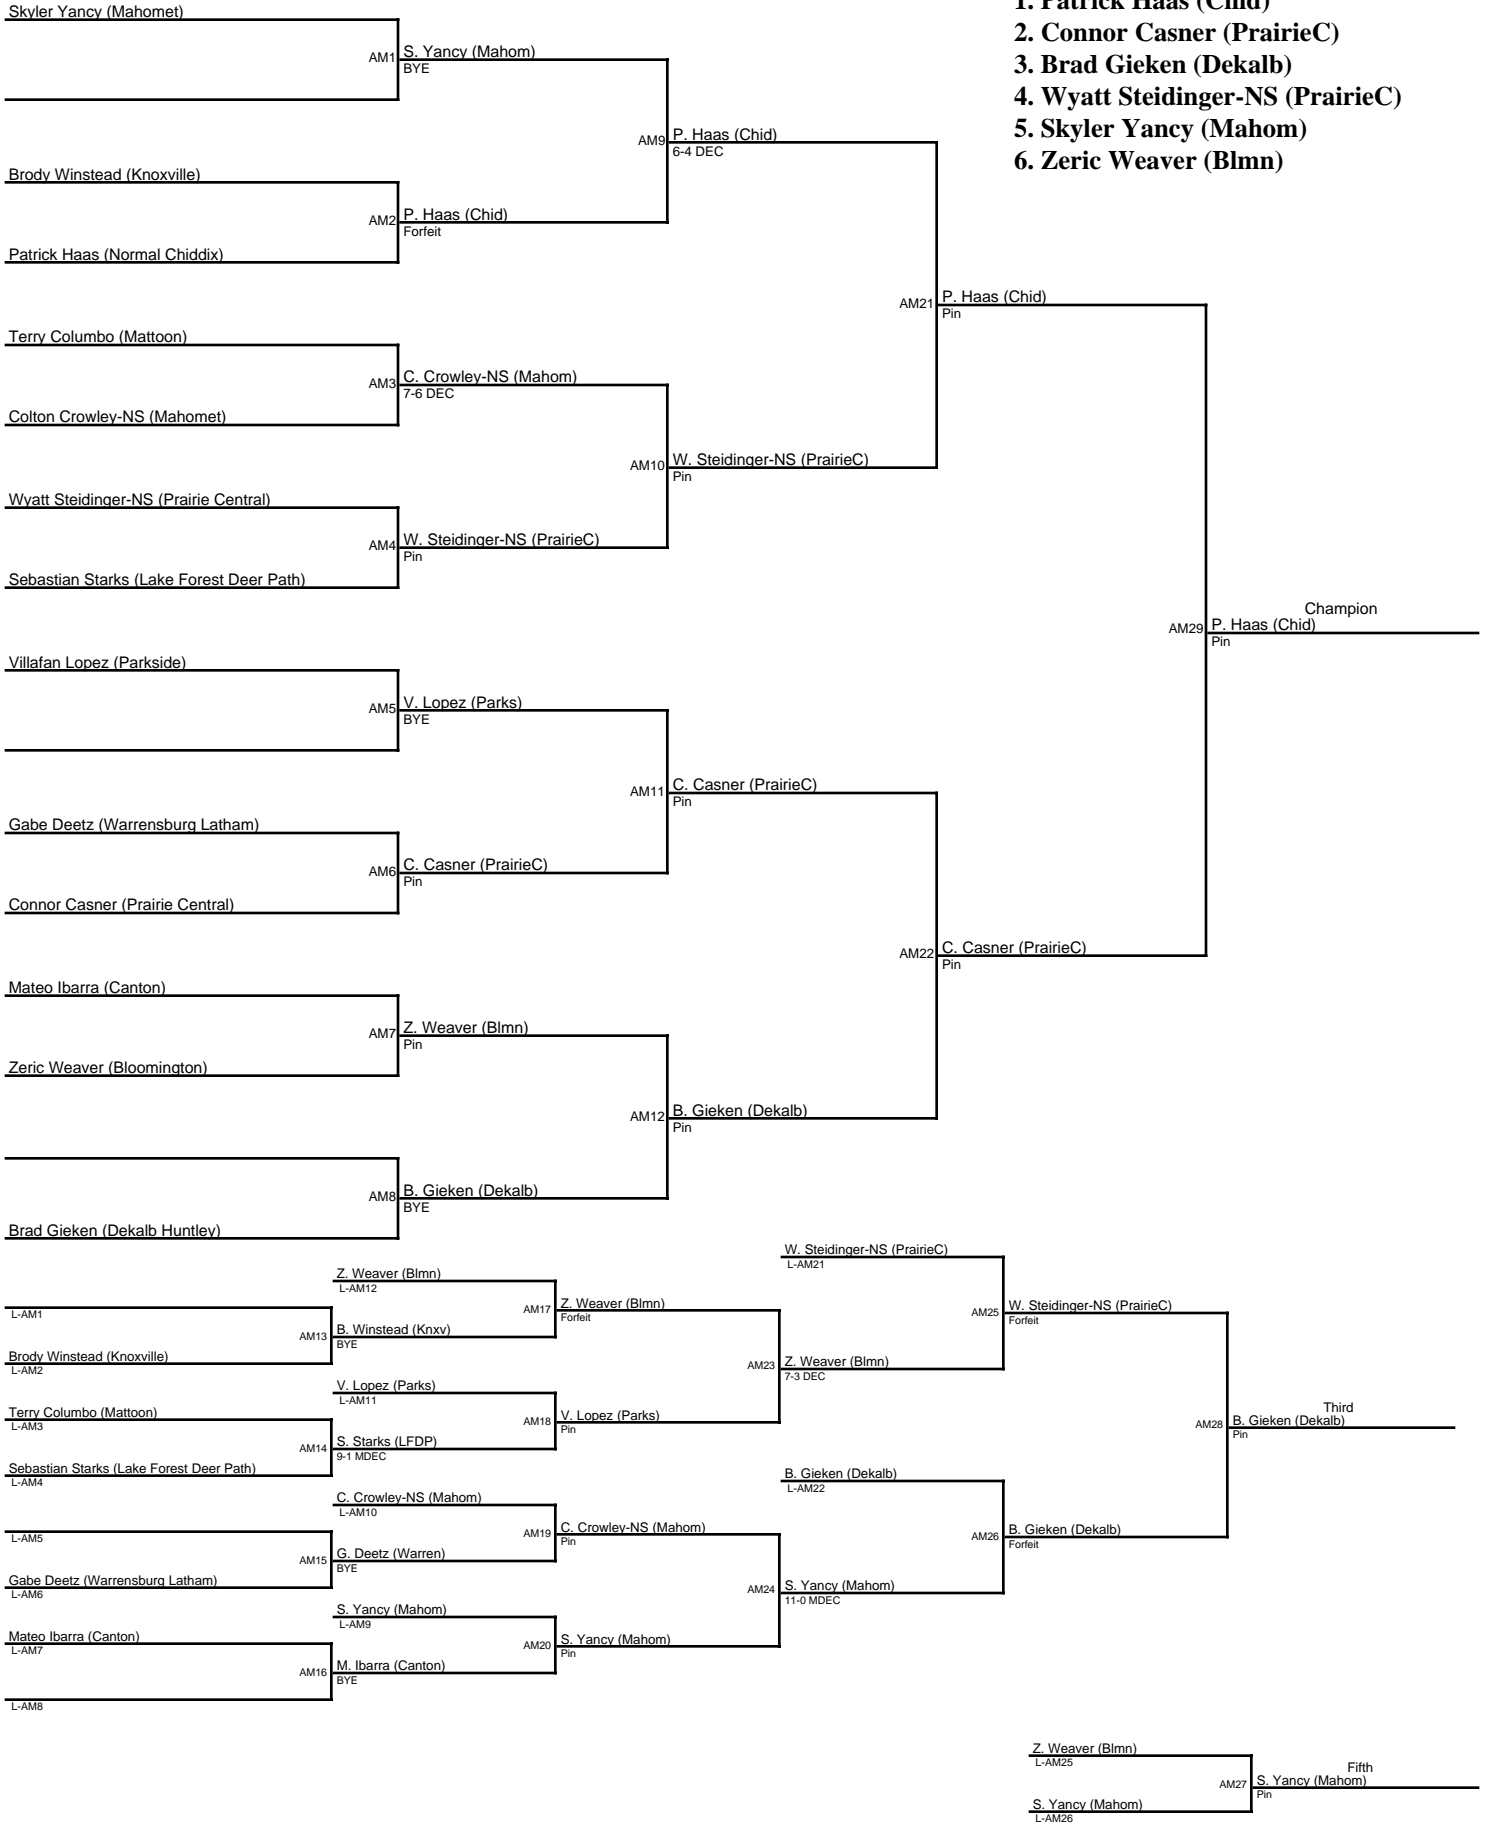 1. Patrick Haas (Chid)
2. Connor Casner (PrairieC)
3. Brad Gieken (Dekalb)
4. Wyatt Steidinger-NS (PrairieC)
5. Skyler Yancy (Mahom)
6. Zeric Weaver (Blmn)
Skyler Yancy (Mahomet)
AM1 S. Yancy (Mahom)
BYE
AM9 P. Haas (Chid)
6-4 DEC
Brody Winstead (Knoxville)
AM2 P. Haas (Chid)
Forfeit
Patrick Haas (Normal Chiddix)
AM21 P. Haas (Chid)
Pin
Terry Columbo (Mattoon)
AM3 C. Crowley-NS (Mahom)
7-6 DEC
Colton Crowley-NS (Mahomet)
AM10 W. Steidinger-NS (PrairieC)
Pin
Wyatt Steidinger-NS (Prairie Central)
AM4 W. Steidinger-NS (PrairieC)
Pin
Sebastian Starks (Lake Forest Deer Path)
Champion
AM29 P. Haas (Chid)
Pin
Villafan Lopez (Parkside)
AM5 V. Lopez (Parks)
BYE
AM11 C. Casner (PrairieC)
Pin
Gabe Deetz (Warrensburg Latham)
AM6 C. Casner (PrairieC)
Pin
Connor Casner (Prairie Central)
AM22 C. Casner (PrairieC)
Pin
Mateo Ibarra (Canton)
AM7 Z. Weaver (Blmn)
Pin
Zeric Weaver (Bloomington)
AM12 B. Gieken (Dekalb)
Pin
AM8 B. Gieken (Dekalb)
BYE
Brad Gieken (Dekalb Huntley)
W. Steidinger-NS (PrairieC)
L-AM21
Z. Weaver (Blmn)
L-AM12
L-AM1
AM17 Z. Weaver (Blmn)
Forfeit
AM25 W. Steidinger-NS (PrairieC)
Forfeit
AM13 B. Winstead (Knxv)
BYE
Brody Winstead (Knoxville)
L-AM2
AM23 Z. Weaver (Blmn)
7-3 DEC
V. Lopez (Parks)
L-AM11
Terry Columbo (Mattoon)
L-AM3
AM18 V. Lopez (Parks)
Pin
Third
AM28 B. Gieken (Dekalb)
Pin
AM14 S. Starks (LFDP)
9-1 MDEC
Sebastian Starks (Lake Forest Deer Path)
L-AM4
B. Gieken (Dekalb)
L-AM22
C. Crowley-NS (Mahom)
L-AM10
L-AM5
AM19 C. Crowley-NS (Mahom)
Pin
AM26 B. Gieken (Dekalb)
Forfeit
AM15 G. Deetz (Warren)
BYE
Gabe Deetz (Warrensburg Latham)
L-AM6
AM24 S. Yancy (Mahom)
11-0 MDEC
S. Yancy (Mahom)
L-AM9
Mateo Ibarra (Canton)
L-AM7
AM20 S. Yancy (Mahom)
Pin
AM16 M. Ibarra (Canton)
BYE
L-AM8
Z. Weaver (Blmn)
L-AM25
Fifth
AM27 S. Yancy (Mahom)
Pin
S. Yancy (Mahom)
L-AM26